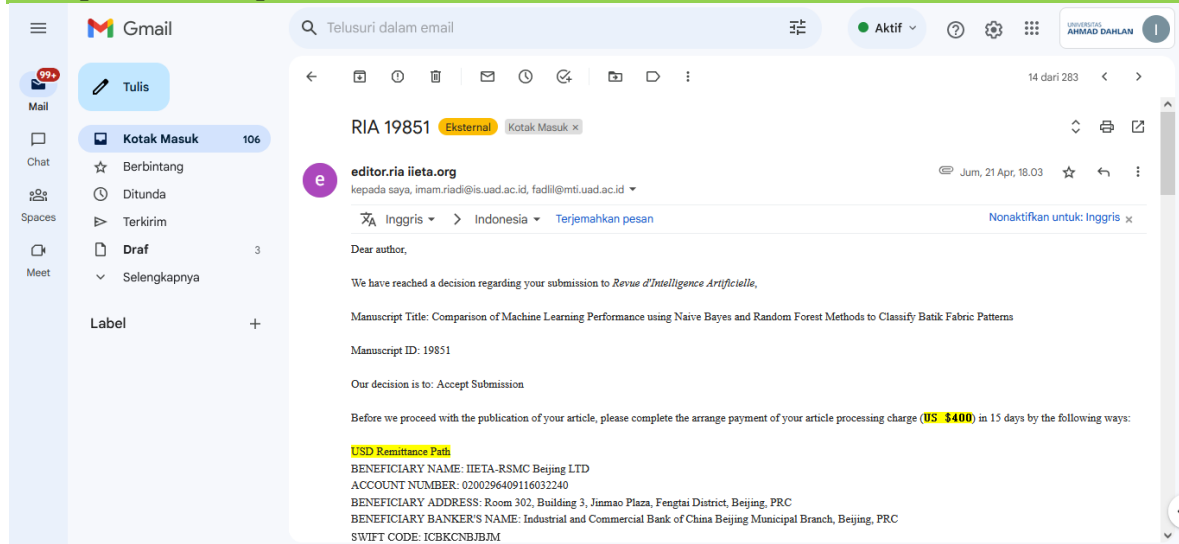 Gmail
Telusuri dalam email
Aktif
UNIVERSITAS
AHMAD DAHLAN
I
99+
Mail
Chat
Spaces
Meet
Tulis
Kotak Masuk 106
Berbintang
Ditunda
Terkirim
Draf 3
Selengkapnya
Label +
14 dari 283
RIA 19851 Eksternal Kotak Masuk ×
e
editor.ria iieta.org
Jum, 21 Apr, 18.03
kepada saya, imam.riadi@is.uad.ac.id, fadlil@mti.uad.ac.id
Inggris > Indonesia Terjemahkan pesan
Nonaktifkan untuk: Inggris ×
Dear author,
We have reached a decision regarding your submission to Revue d'Intelligence Artificielle,
Manuscript Title: Comparison of Machine Learning Performance using Naive Bayes and Random Forest Methods to Classify Batik Fabric Patterns
Manuscript ID: 19851
Our decision is to: Accept Submission
Before we proceed with the publication of your article, please complete the arrange payment of your article processing charge (US $400) in 15 days by the following ways:
USD Remittance Path
BENEFICIARY NAME: IIETA-RSMC Beijing LTD
ACCOUNT NUMBER: 0200296409116032240
BENEFICIARY ADDRESS: Room 302, Building 3, Jinmao Plaza, Fengtai District, Beijing, PRC
BENEFICIARY BANKER'S NAME: Industrial and Commercial Bank of China Beijing Municipal Branch, Beijing, PRC
SWIFT CODE: ICBKCNBJBJM